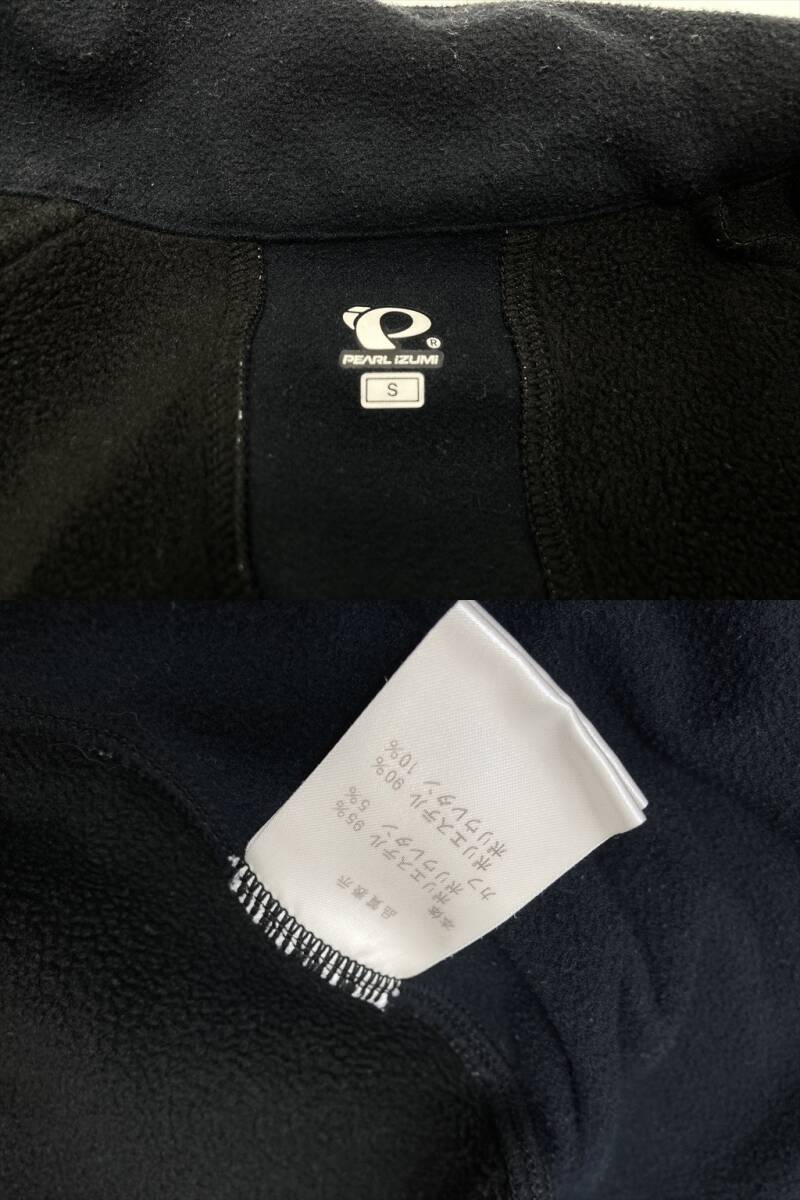 PEARL iZUMi
®
S
品質表示
本体 ポリエステル 95%
ポリウレタン 5%
カフ ポリエステル 90%
ポリウレタン 10%